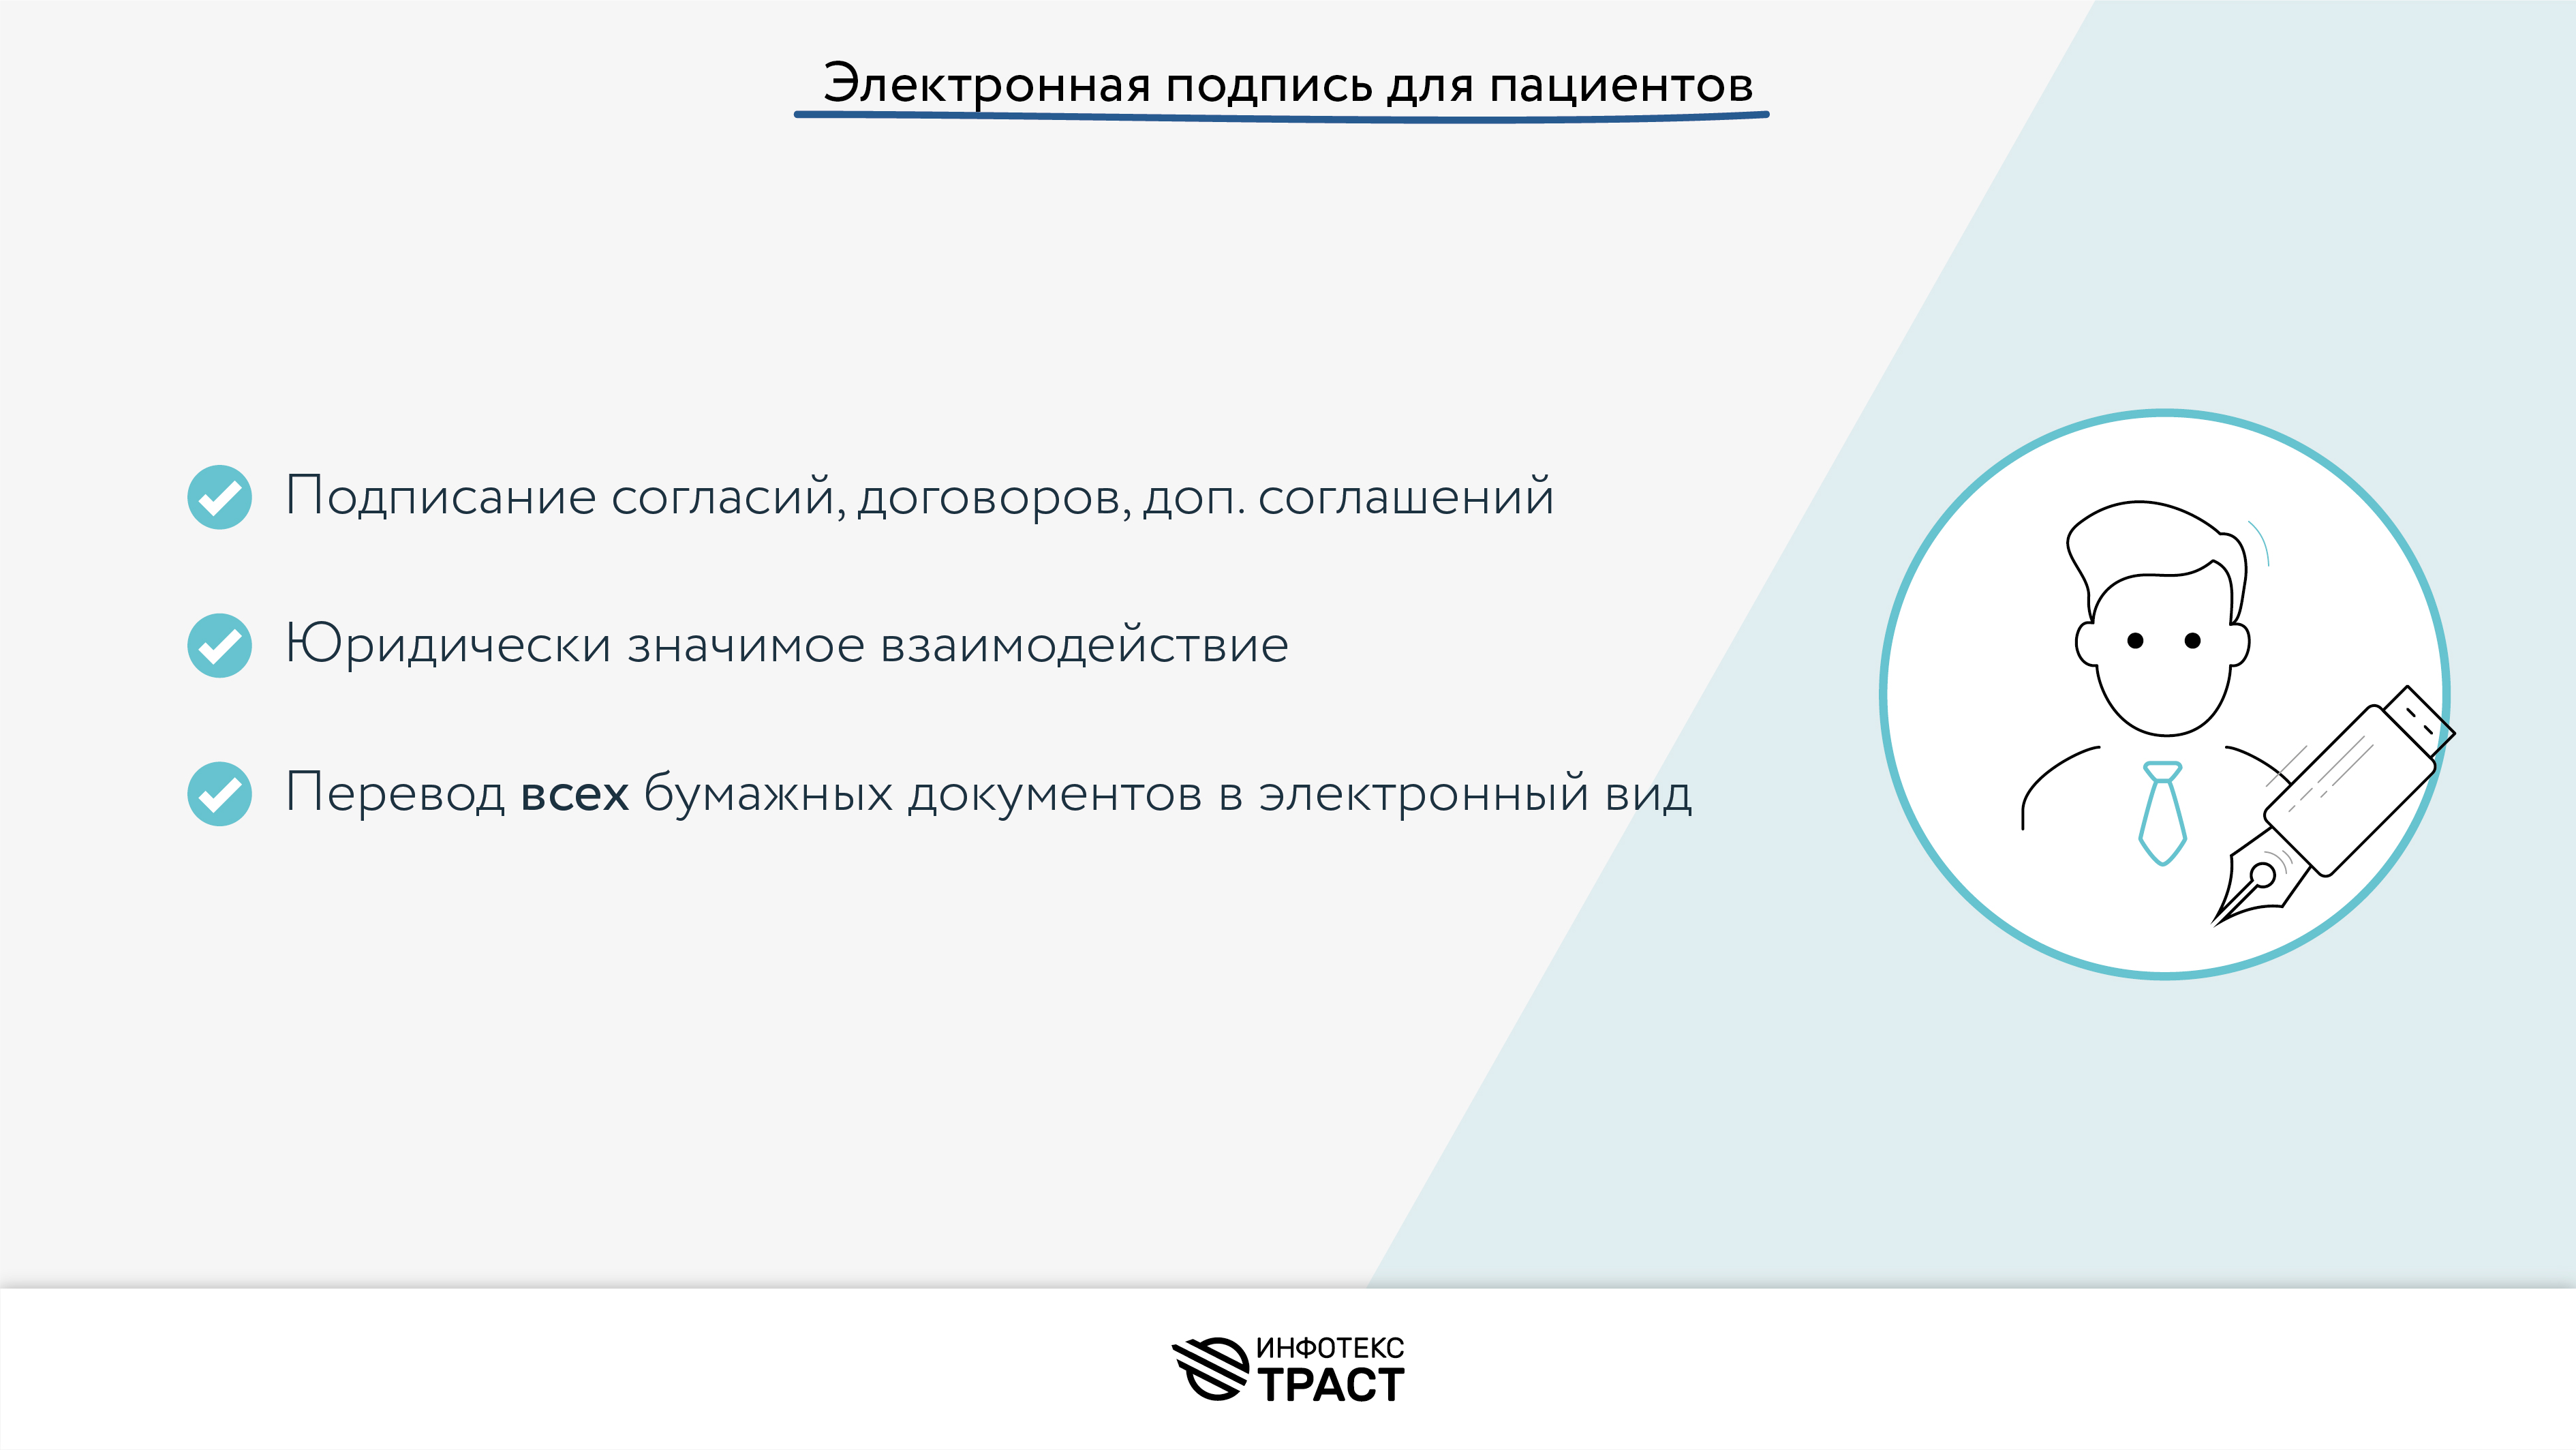 Электронная подпись для пациентов
Подписание согласий, договоров, доп. соглашений
Юридически значимое взаимодействие
Перевод всех бумажных документов в электронный вид
ИНФОТЕКС
ТРАСТ